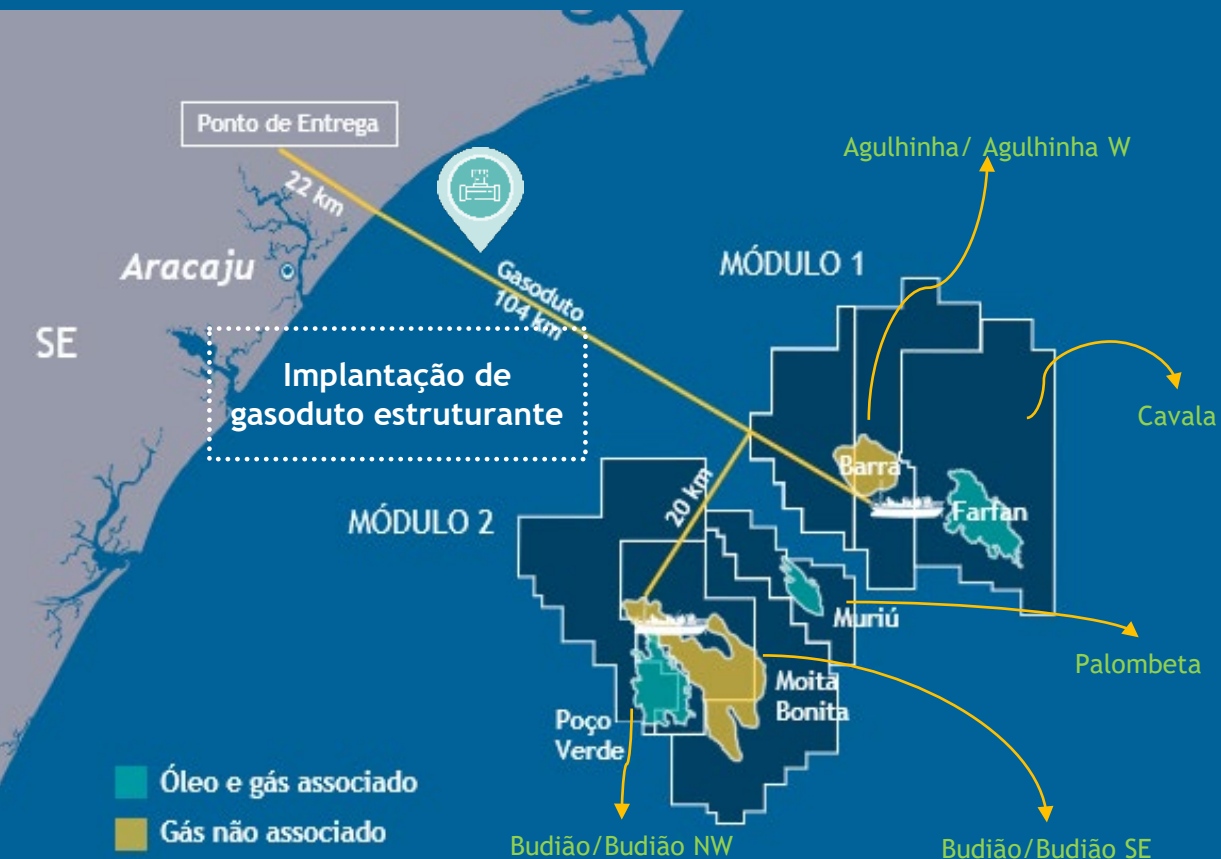 Ponto de Entrega
Agulhinha/ Agulhinha W
22 km
Aracaju
Gasoduto
104 km
MÓDULO 1
SE
Implantação de
gasoduto estruturante
Cavala
Barra
Farfan
20 km
MÓDULO 2
Muriú
Palombeta
Moita
Bonita
Poço
Verde
Óleo e gás associado
Gás não associado
Budião/Budião NW
Budião/Budião SE